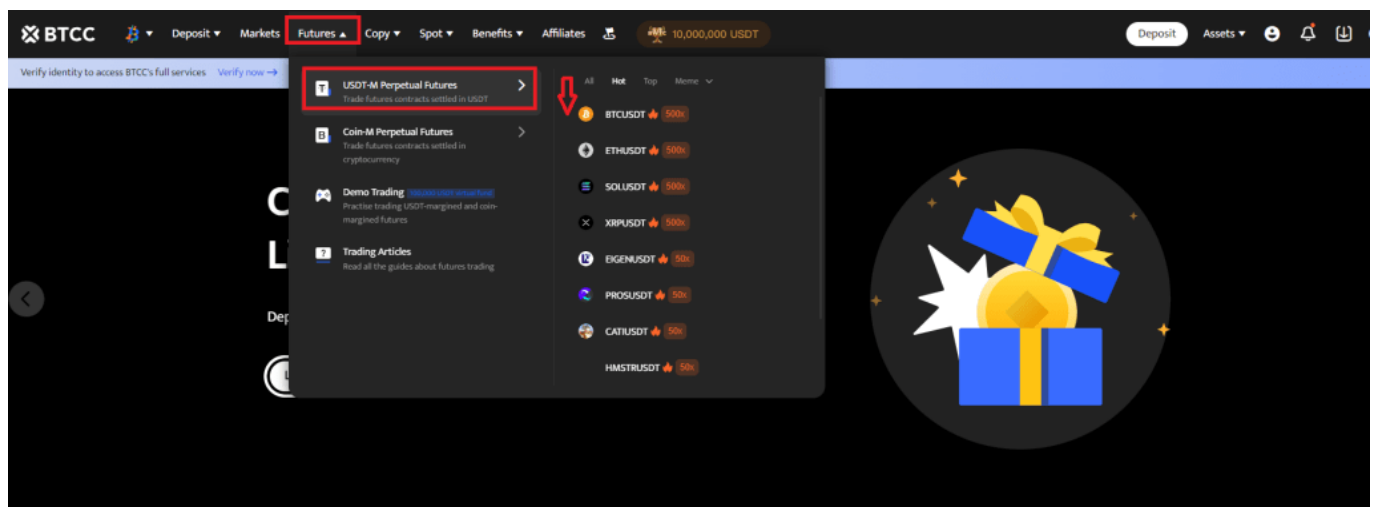 BTCC
Deposit Markets Futures Copy Spot Benefits Affiliates 10,000,000 USDT Deposit Assets
Verify identity to access BTCC's full services Verify now →
USDT-M Perpetual Futures
Trade futures contracts settled in USDT
Coin-M Perpetual Futures
Trade futures contracts settled in
cryptocurrency
Demo Trading
Practise trading USDT-margined and coin-
margined futures
Trading Articles
Read all the guides about futures trading
All Hot Top Meme
BTCUSDT 500x
ETHUSDT 500x
SOLUSDT 500x
XRPUSDT 500x
EIGENUSDT 50x
PROSUSDT 50x
CATIUSDT 50x
HMSTRUSDT 50x
C
L
Dep